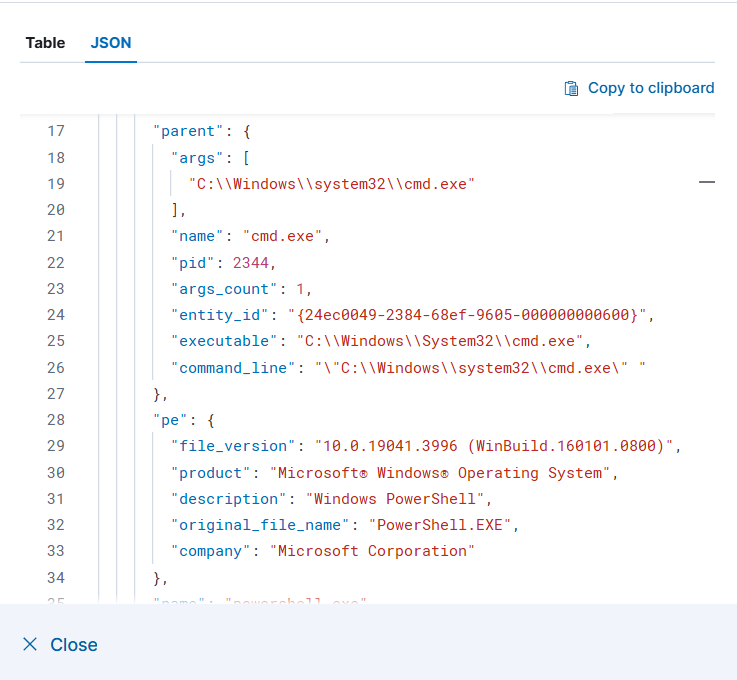 Table JSON
Copy to clipboard
17 "parent": {
18 "args": [
19 "C:\\Windows\\system32\\cmd.exe"
20 ],
21 "name": "cmd.exe",
22 "pid": 2344,
23 "args_count": 1,
24 "entity_id": "{24ec0049-2384-68ef-9605-000000000600}",
25 "executable": "C:\\Windows\\System32\\cmd.exe",
26 "command_line": "\"C:\\Windows\\system32\\cmd.exe\" "
27 },
28 "pe": {
29 "file_version": "10.0.19041.3996 (WinBuild.160101.0800)",
30 "product": "Microsoft® Windows® Operating System",
31 "description": "Windows PowerShell",
32 "original_file_name": "PowerShell.EXE",
33 "company": "Microsoft Corporation"
34 },
35 "name": "powershell.exe"
Close